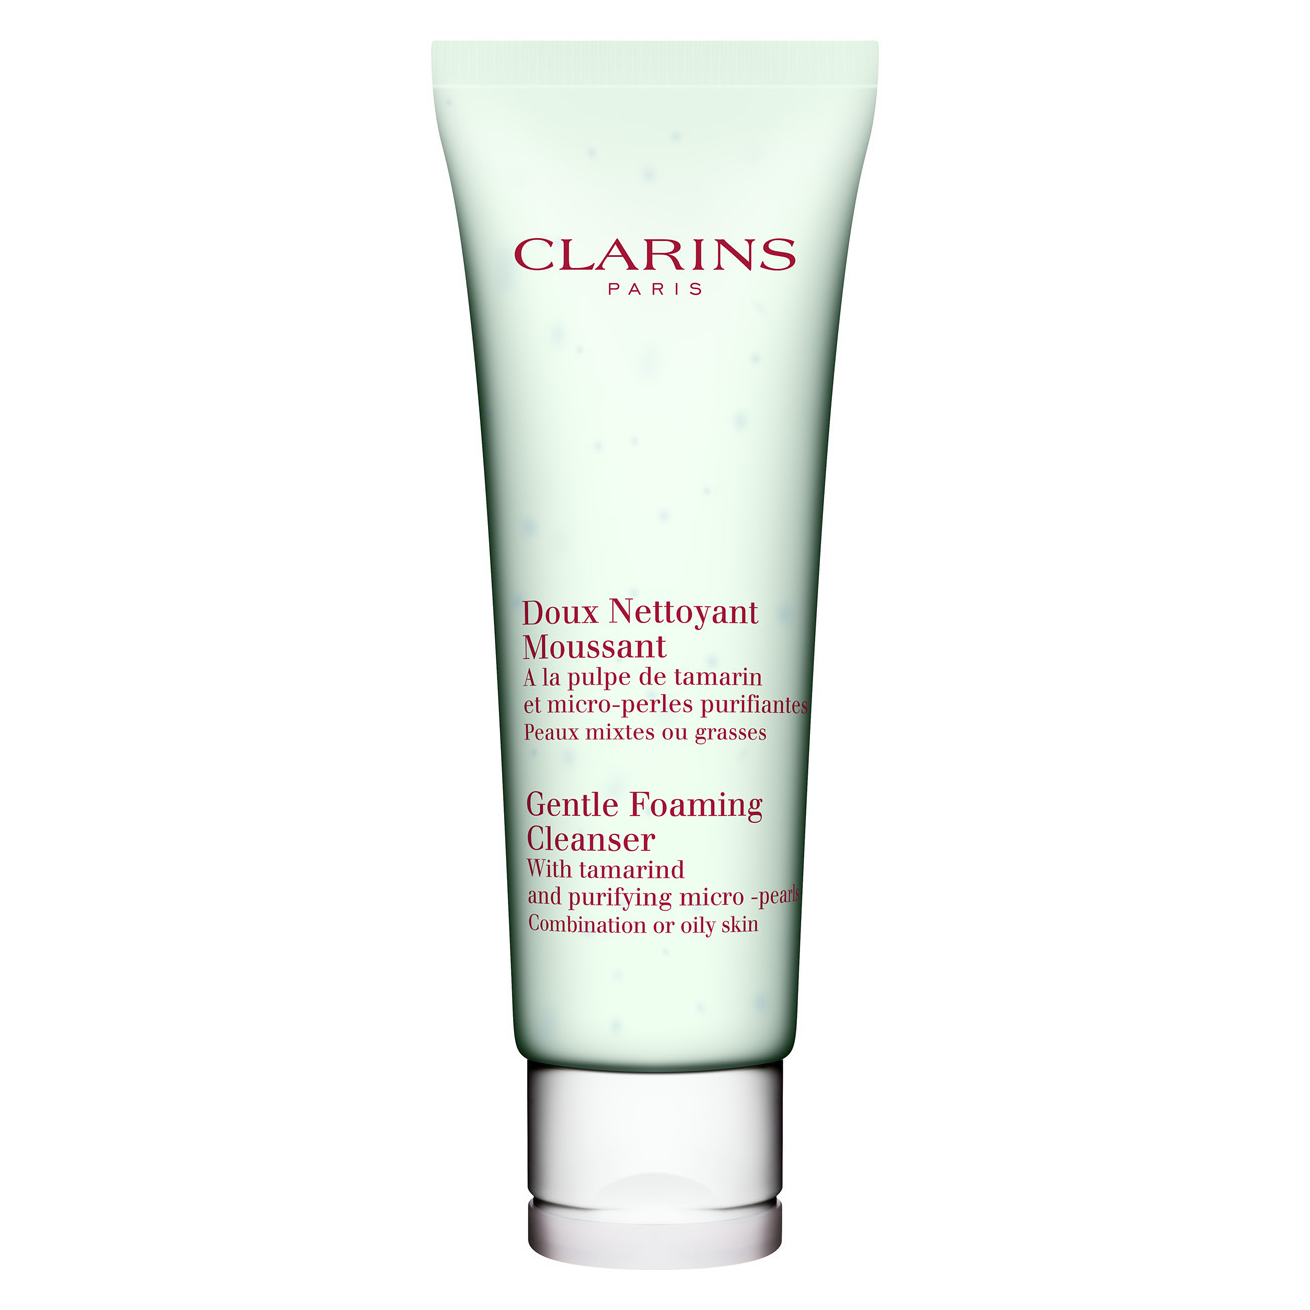 CLARINS
PARIS
Doux Nettoyant
Moussant
A la pulpe de tamarin
et micro-perles purifiantes
Peaux mixtes ou grasses
Gentle Foaming
Cleanser
With tamarind
and purifying micro -pearls
Combination or oily skin